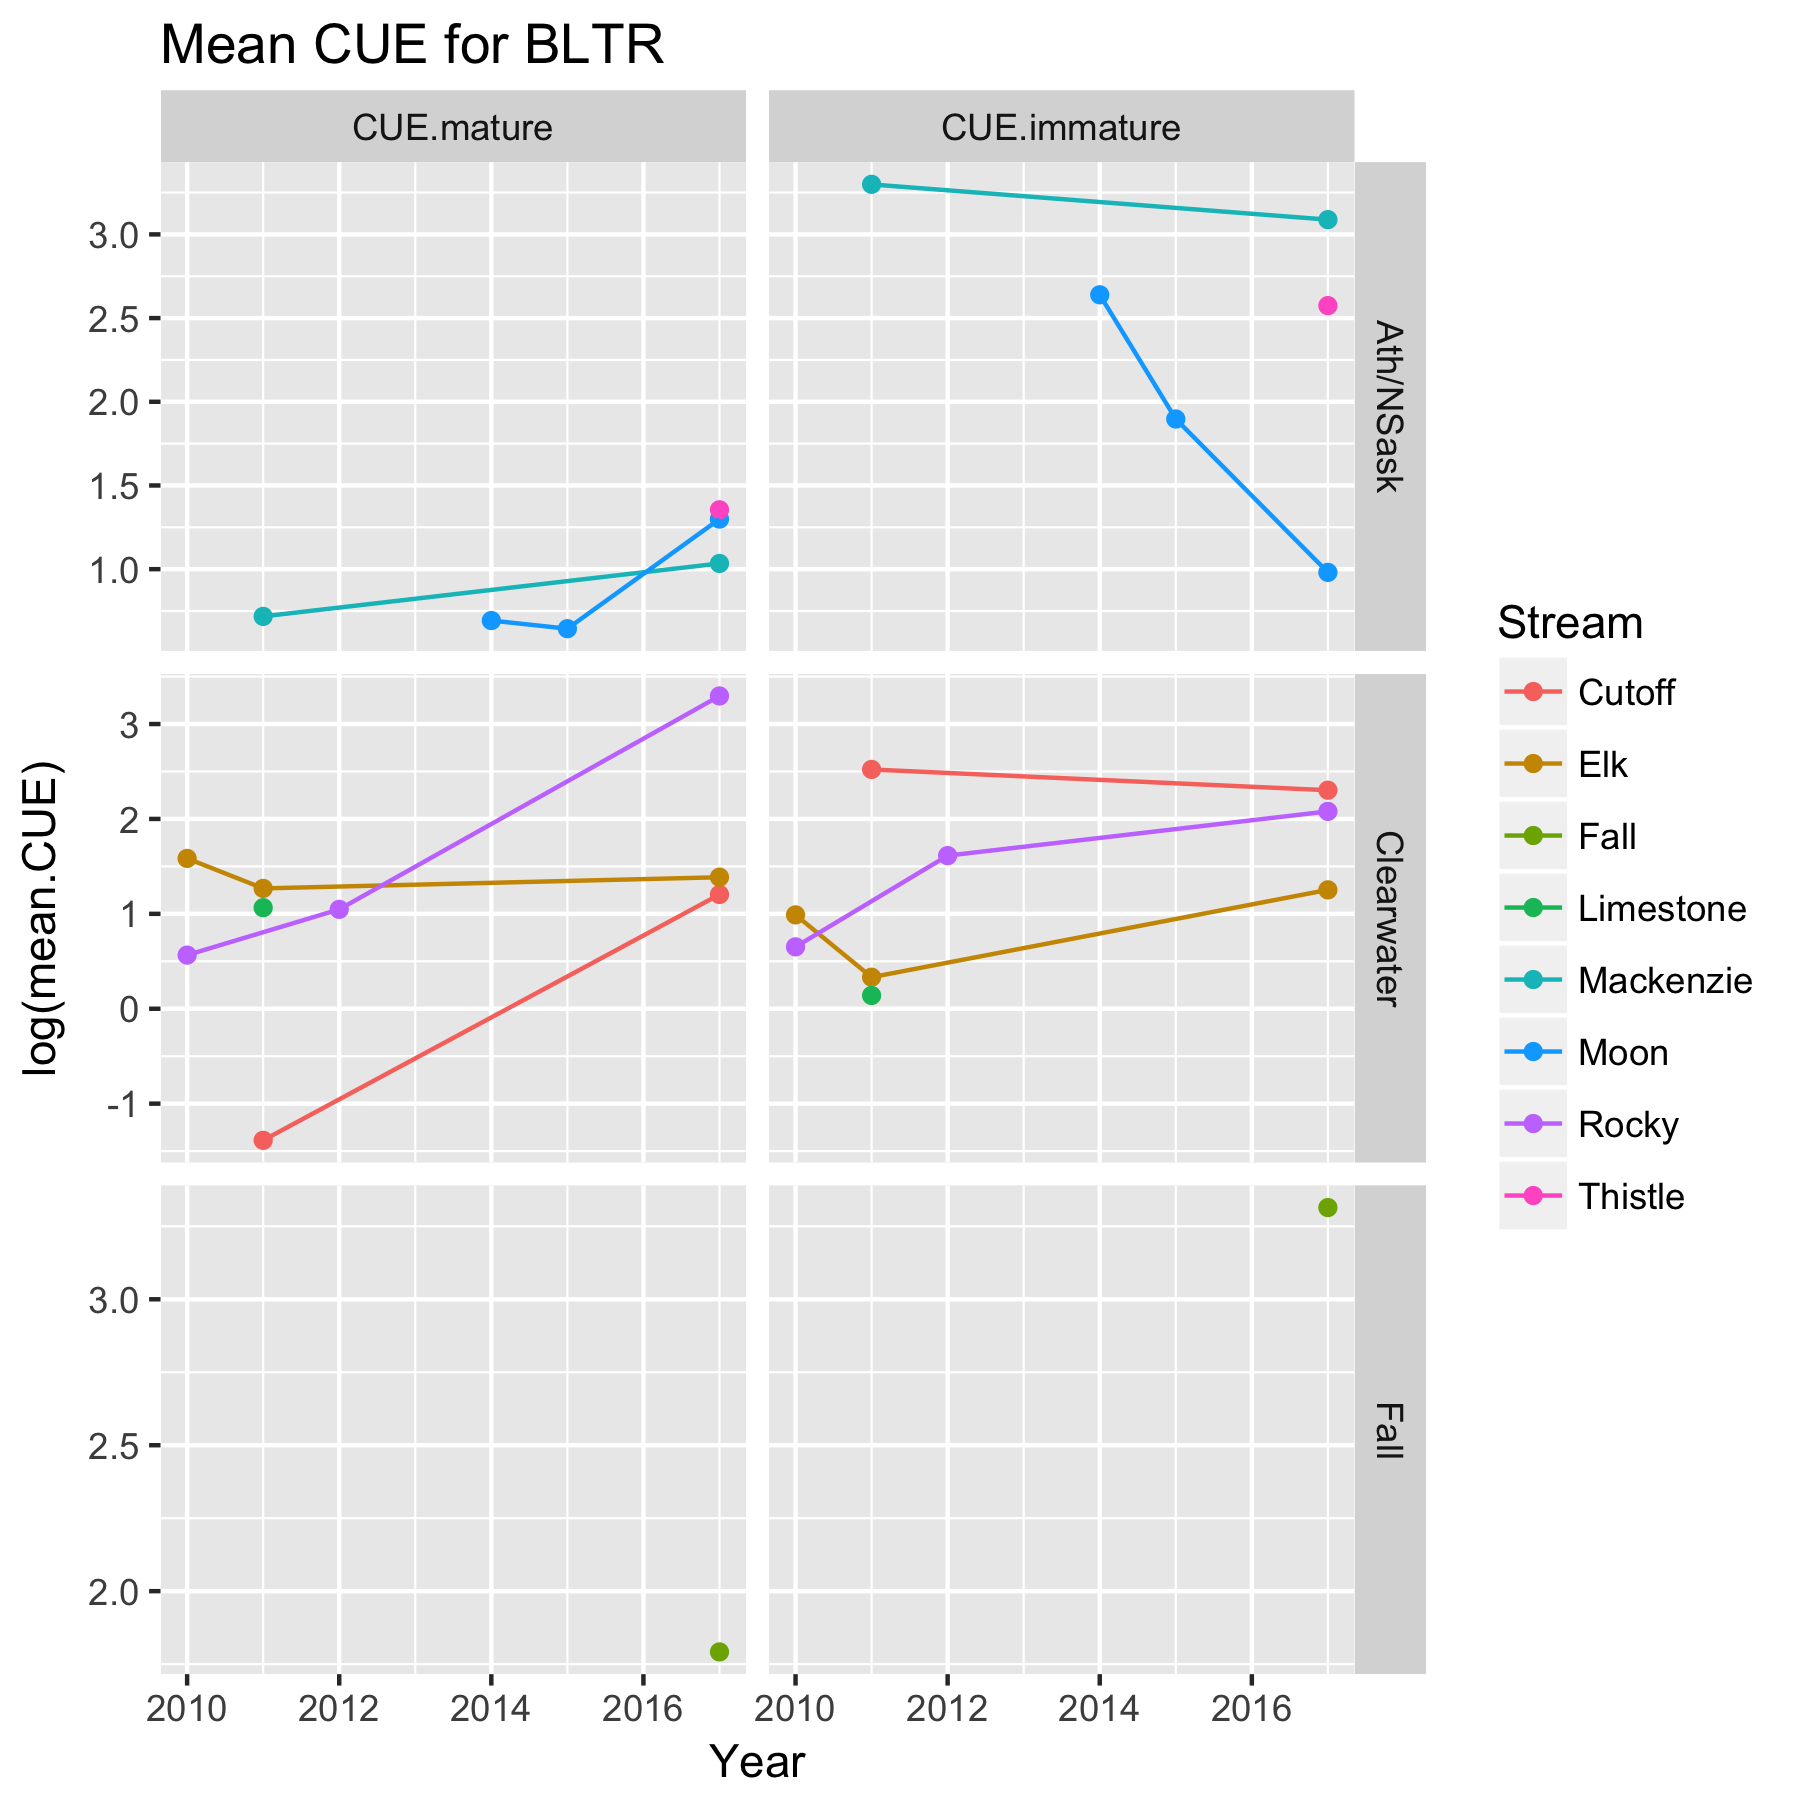 Mean CUE for BLTR
CUE.mature
CUE.immature
3.0
2.5
2.0
1.5
1.0
Ath/NSask
3
2
1
0
-1
Clearwater
3.0
2.5
2.0
Fall
2010
2012
2014
2016
2010
2012
2014
2016
Year
log(mean.CUE)
Stream
Cutoff
Elk
Fall
Limestone
Mackenzie
Moon
Rocky
Thistle